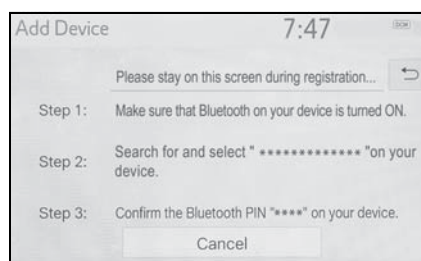 Add Device 7:47 DCM
Please stay on this screen during registration...
Step 1: Make sure that Bluetooth on your device is turned ON.
Step 2: Search for and select " ************* "on your
device.
Step 3: Confirm the Bluetooth PIN "****" on your device.
Cancel